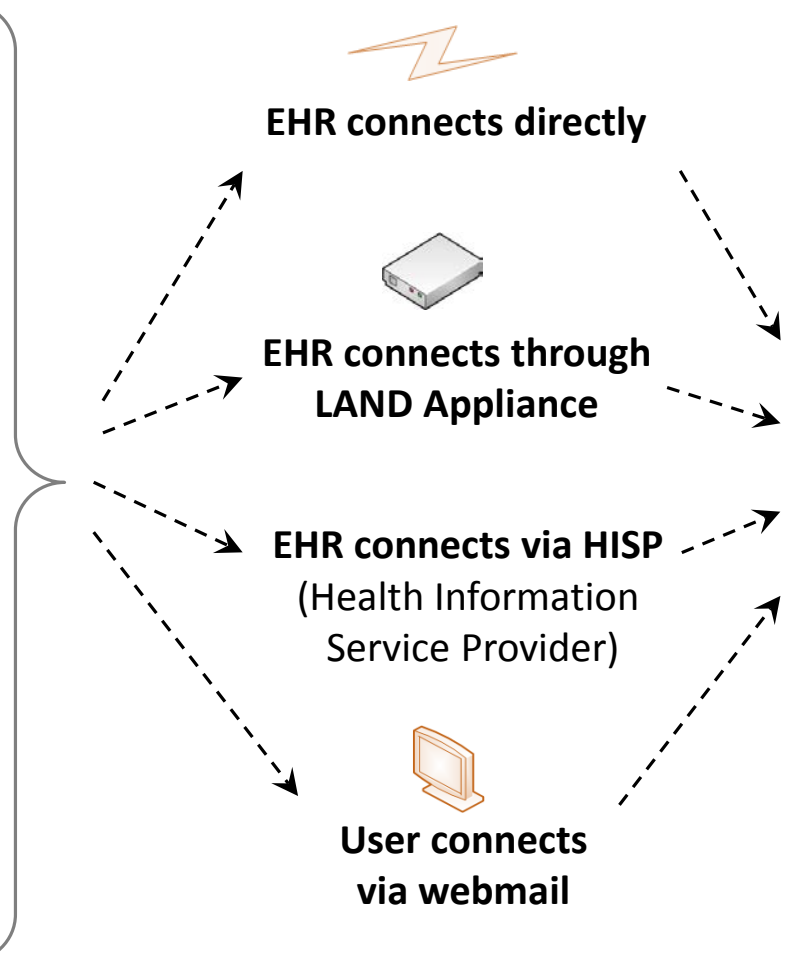 EHR connects directly
EHR connects through
LAND Appliance
EHR connects via HISP
(Health Information
Service Provider)
User connects
via webmail